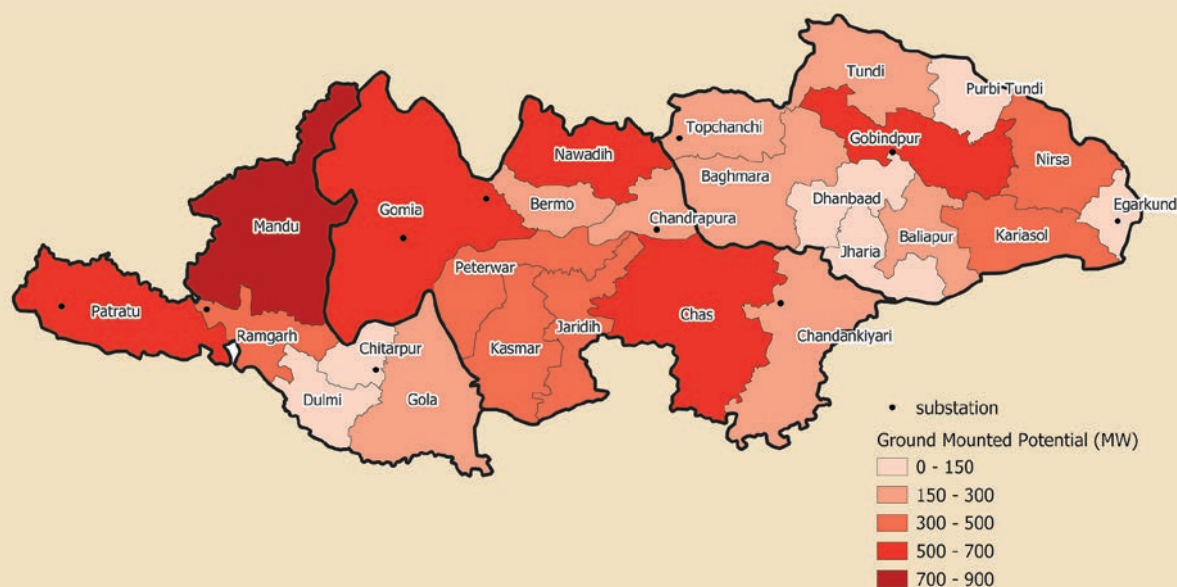 Tundi
Purbi Tundi
Topchanchi
Gobindpur
Nawadih
Nirsa
Baghmara
Bermo
Dhanbaad
Egarkund
Gomia
Chandrapura
Mandu
Jharia
Baliapur
Kariasol
Peterwar
Patratu
Chas
Ramgarh
Jaridih
Chandankiyari
Chitarpur
Kasmar
Dulmi
Gola
substation
Ground Mounted Potential (MW)
0 - 150
150 - 300
300 - 500
500 - 700
700 - 900